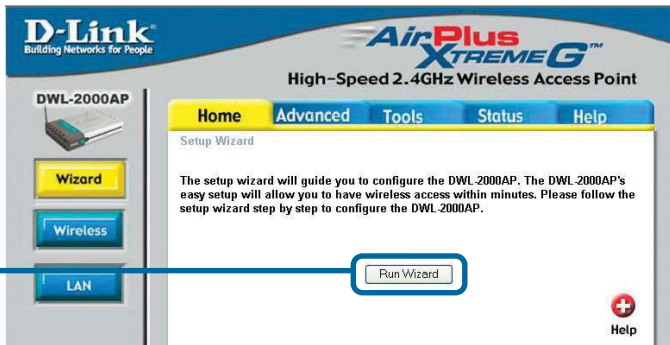 D-Link
Building Networks for People
AirPlus
XTREME G™
High-Speed 2.4GHz Wireless Access Point
DWL-2000AP
Home Advanced Tools Status Help
Setup Wizard
Wizard
The setup wizard will guide you to configure the DWL-2000AP. The DWL-2000AP's
easy setup will allow you to have wireless access within minutes. Please follow the
setup wizard step by step to configure the DWL-2000AP.
Wireless
Run Wizard
LAN
Help